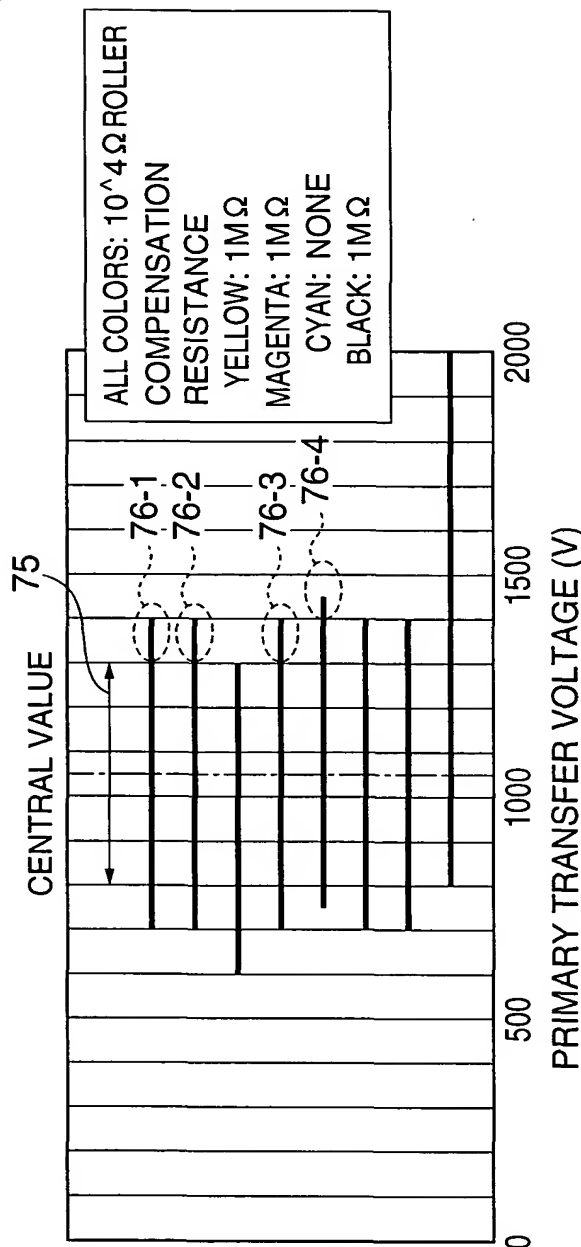 CENTRAL VALUE
75
76-1
76-2
76-3
76-4
ALL COLORS: 10^4Ω ROLLER
COMPENSATION
RESISTANCE
YELLOW: 1MΩ
MAGENTA: 1MΩ
CYAN: NONE
BLACK: 1MΩ
0
500
1000
1500
2000
PRIMARY TRANSFER VOLTAGE (V)